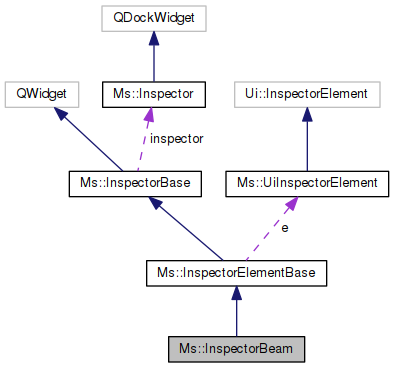 QDockWidget
QWidget
Ms::Inspector
Ui::InspectorElement
inspector
Ms::InspectorBase
Ms::UiInspectorElement
e
Ms::InspectorElementBase
Ms::InspectorBeam